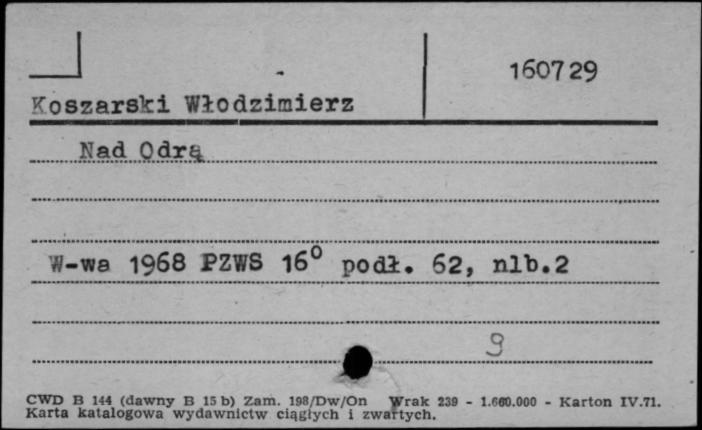 160729
Koszarski Włodzimierz
Nad Odrą
W-wa 1968 PZWS 16⁰ podł. 62, nlb.2
9
CWD B 144 (dawny B 15 b) Zam. 198/Dw/On Wrak 239 - 1.660.000 - Karton IV.71.
Karta katalogowa wydawnictw ciągłych i zwartych.